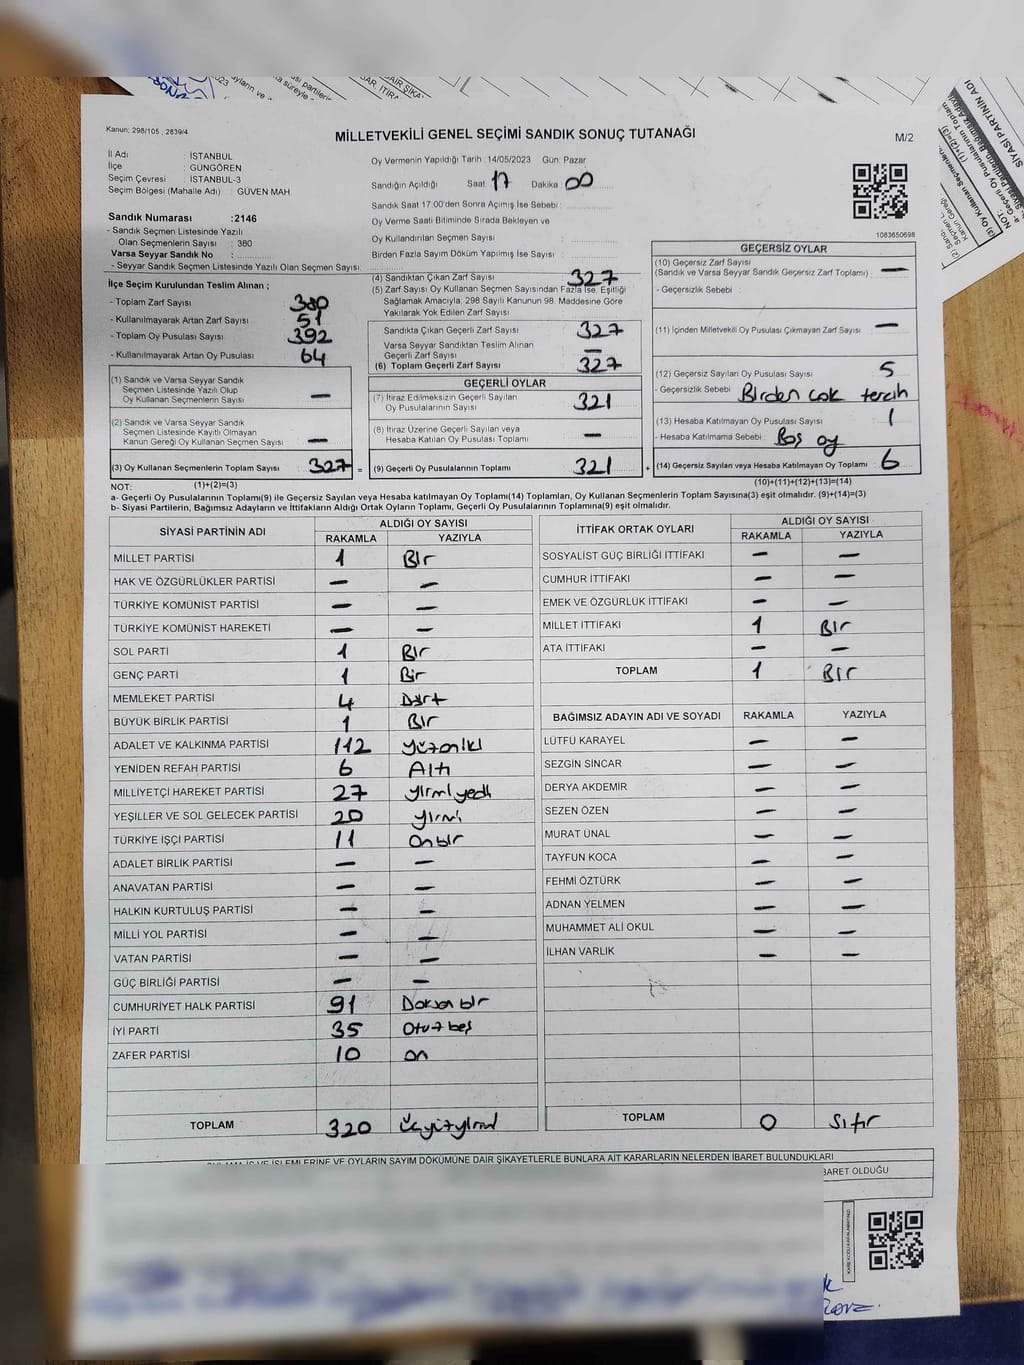 Kanun: 298/105 , 2839/4
MİLLETVEKİLİ GENEL SEÇİMİ SANDIK SONUÇ TUTANAĞI
M/2
İl Adı : İSTANBUL
İlçe : GÜNGÖREN
Seçim Çevresi : İSTANBUL-3
Seçim Bölgesi (Mahalle Adı) : GÜVEN MAH.
Sandık Numarası :2146
- Sandık Seçmen Listesinde Yazılı
Olan Seçmenlerin Sayısı : 380
Varsa Seyyar Sandık No :
- Seyyar Sandık Seçmen Listesinde Yazılı Olan Seçmen Sayısı:
İlçe Seçim Kurulundan Teslim Alınan ;
- Toplam Zarf Sayısı 380
- Kullanılmayarak Artan Zarf Sayısı 51
- Toplam Oy Pusulası Sayısı 392
- Kullanılmayarak Artan Oy Pusulası 64
(1) Sandık ve Varsa Seyyar Sandık
Seçmen Listesinde Yazılı Olup
Oy Kullanan Seçmenlerin Sayısı —
(2) Sandık ve Varsa Seyyar Sandık
Seçmen Listesinde Kayıtlı Olmayan
Kanun Gereği Oy Kullanan Seçmen Sayısı —
(3) Oy Kullanan Seçmenlerin Toplam Sayısı 327 =
Oy Vermenin Yapıldığı Tarih :14/05/2023 Gün: Pazar
Sandığın Açıldığı Saat: 17 Dakika: 00
Sandık Saat 17:00'den Sonra Açımış İse Sebebi :
Oy Verme Saati Bitiminde Sırada Bekleyen ve
Oy Kullandırılan Seçmen Sayısı :
Birden Fazla Sayım Döküm Yapılmış İse Sayısı :
(4) Sandıktan Çıkan Zarf Sayısı 327
(5) Zarf Sayısı Oy Kullanan Seçmen Sayısından Fazla İse, Eşitliği
Sağlamak Amacıyla, 298 Sayılı Kanunun 98. Maddesine Göre
Yakılarak Yok Edilen Zarf Sayısı
Sandıkta Çıkan Geçerli Zarf Sayısı 327
Varsa Seyyar Sandıktan Teslim Alınan
Geçerli Zarf Sayısı —
(6) Toplam Geçerli Zarf Sayısı 327
GEÇERLİ OYLAR
(7) İtiraz Edilmeksizin Geçerli Sayılan
Oy Pusulalarının Sayısı 321
(8) İtiraz Üzerine Geçerli Sayılan veya
Hesaba Katılan Oy Pusulası Toplamı —
(9) Geçerli Oy Pusulalarının Toplamı 321 +
1083650698
GEÇERSİZ OYLAR
(10) Geçersiz Zarf Sayısı
(Sandık ve Varsa Seyyar Sandık Geçersiz Zarf Toplamı) : —
- Geçersizlik Sebebi :
(11) İçinden Milletvekili Oy Pusulası Çıkmayan Zarf Sayısı —
(12) Geçersiz Sayılan Oy Pusulası Sayısı 5
- Geçersizlik Sebebi Birden çok tercih
(13) Hesaba Katılmayan Oy Pusulası Sayısı 1
- Hesaba Katılmama Sebebi : Boş oy
(14) Geçersiz Sayılan veya Hesaba Katılmayan Oy Toplamı 6
NOT: (1)+(2)=(3)
(10)+(11)+(12)+(13)=(14)
a- Geçerli Oy Pusulalarının Toplamı(9) ile Geçersiz Sayılan veya Hesaba katılmayan Oy Toplamı(14) Toplamları, Oy Kullanan Seçmenlerin Toplam Sayısına(3) eşit olmalıdır. (9)+(14)=(3)
b- Siyasi Partilerin, Bağımsız Adayların ve İttifakların Aldığı Ortak Oyların Toplamı, Geçerli Oy Pusulalarının Toplamına(9) eşit olmalıdır.
SİYASİ PARTİNİN ADI ALDIĞI OY SAYISI
RAKAMLA YAZIYLA
MİLLET PARTİSİ 1 Bir
HAK VE ÖZGÜRLÜKLER PARTİSİ — —
TÜRKİYE KOMÜNİST PARTİSİ — —
TÜRKİYE KOMÜNİST HAREKETİ — —
SOL PARTİ 1 Bir
GENÇ PARTİ 1 Bir
MEMLEKET PARTİSİ 4 Dört
BÜYÜK BİRLİK PARTİSİ 1 Bir
ADALET VE KALKINMA PARTİSİ 112 yüzoniki
YENİDEN REFAH PARTİSİ 6 Altı
MİLLİYETÇİ HAREKET PARTİSİ 27 yirmiyedi
YEŞİLLER VE SOL GELECEK PARTİSİ 20 yirmi
TÜRKİYE İŞÇİ PARTİSİ 11 onbir
ADALET BİRLİK PARTİSİ — —
ANAVATAN PARTİSİ — —
HALKIN KURTULUŞ PARTİSİ — —
MİLLİ YOL PARTİSİ — —
VATAN PARTİSİ — —
GÜÇ BİRLİĞİ PARTİSİ — —
CUMHURİYET HALK PARTİSİ 91 Doksan bir
İYİ PARTİ 35 otuz beş
ZAFER PARTİSİ 10 on
TOPLAM 320 üçyüzyirmi
İTTİFAK ORTAK OYLARI ALDIĞI OY SAYISI
RAKAMLA YAZIYLA
SOSYALİST GÜÇ BİRLİĞİ İTTİFAKI — —
CUMHUR İTTİFAKI — —
EMEK VE ÖZGÜRLÜK İTTİFAKI — —
MİLLET İTTİFAKI 1 Bir
ATA İTTİFAKI — —
TOPLAM 1 Bir
BAĞIMSIZ ADAYIN ADI VE SOYADI RAKAMLA YAZIYLA
LÜTFÜ KARAYEL — —
SEZGİN SİNCAR — —
DERYA AKDEMİR — —
SEZEN ÖZEN — —
MURAT ÜNAL — —
TAYFUN KOCA — —
FEHMİ ÖZTÜRK — —
ADNAN YELMEN — —
MUHAMMET ALİ OKUL — —
İLHAN VARLIK — —
TOPLAM 0 Sıfır
VE İŞLEMLERİNE VE OYLARIN SAYIM DÖKÜMÜNE DAİR ŞİKAYETLERLE BUNLARA AİT KARARLARIN NELERDEN İBARET BULUNDUKLARI
BARET OLDUĞU